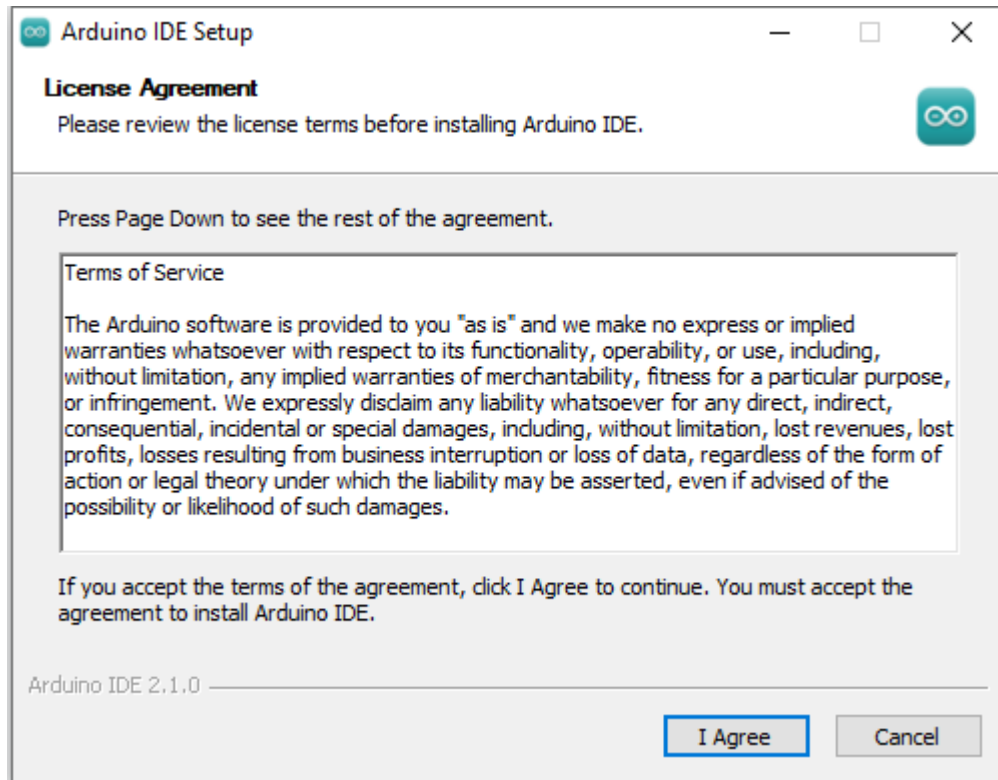 Arduino IDE Setup
License Agreement
Please review the license terms before installing Arduino IDE.
Press Page Down to see the rest of the agreement.
Terms of Service
The Arduino software is provided to you "as is" and we make no express or implied
warranties whatsoever with respect to its functionality, operability, or use, including,
without limitation, any implied warranties of merchantability, fitness for a particular purpose,
or infringement. We expressly disclaim any liability whatsoever for any direct, indirect,
consequential, incidental or special damages, including, without limitation, lost revenues, lost
profits, losses resulting from business interruption or loss of data, regardless of the form of
action or legal theory under which the liability may be asserted, even if advised of the
possibility or likelihood of such damages.
If you accept the terms of the agreement, click I Agree to continue. You must accept the
agreement to install Arduino IDE.
Arduino IDE 2.1.0
I Agree
Cancel